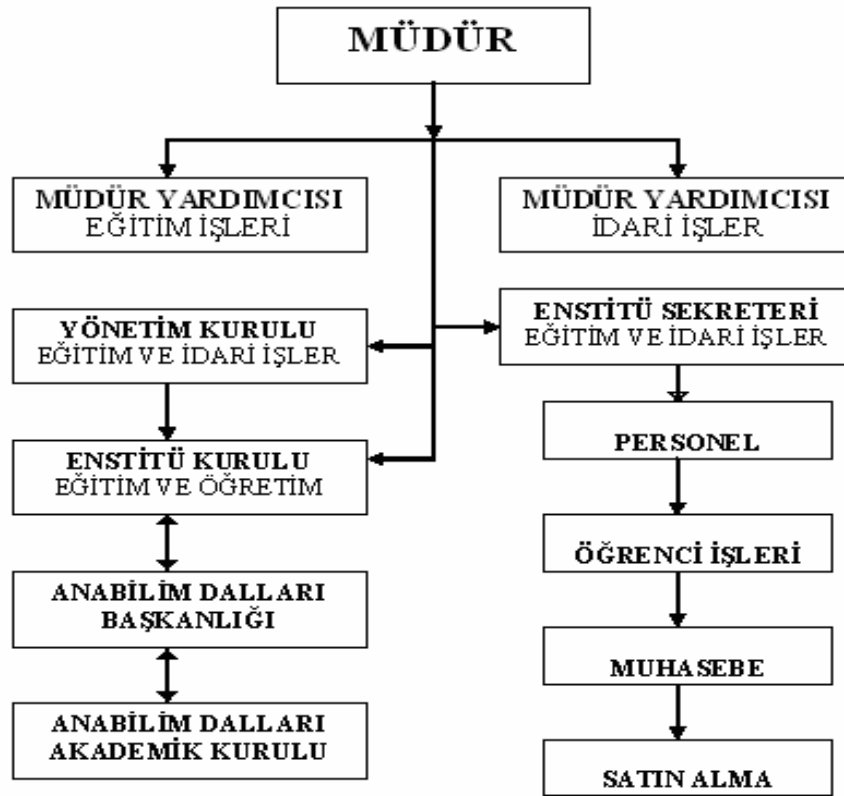 MÜDÜR
MÜDÜR YARDIMCISI
EĞİTİM İŞLERİ
MÜDÜR YARDIMCISI
İDARİ İŞLER
YÖNETİM KURULU
EĞİTİM VE İDARİ İŞLER
ENSTİTÜ SEKRETERİ
EĞİTİM VE İDARİ İŞLER
ENSTİTÜ KURULU
EĞİTİM VE ÖĞRETİM
PERSONEL
ÖĞRENCİ İŞLERİ
ANABİLİM DALLARI
BAŞKANLIĞI
MUHASEBE
ANABİLİM DALLARI
AKADEMİK KURULU
SATIN ALMA